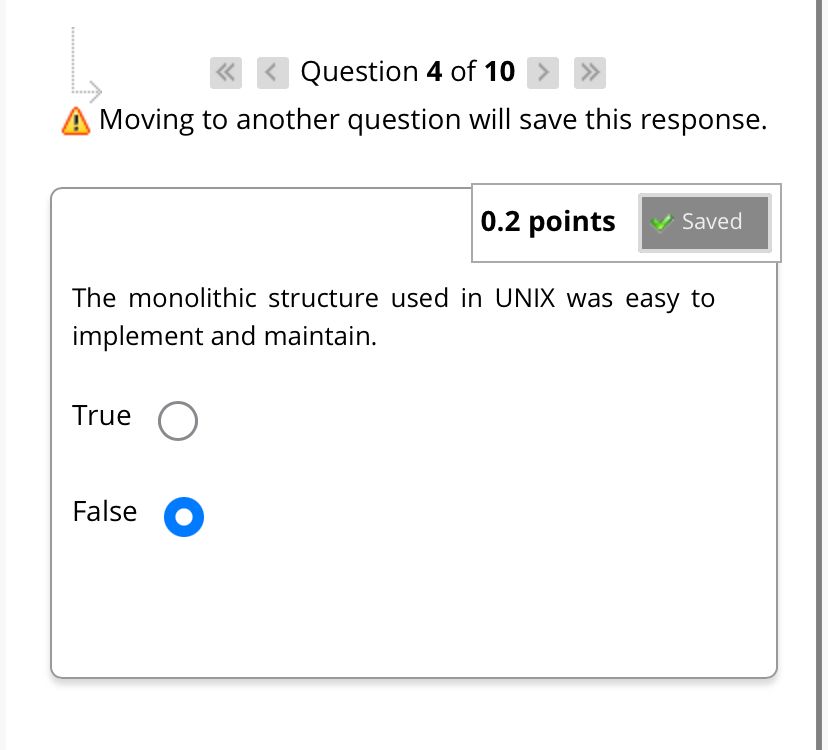 Question 4 of 10
Moving to another question will save this response.
0.2 points
Saved
The monolithic structure used in UNIX was easy to
implement and maintain.
True
False